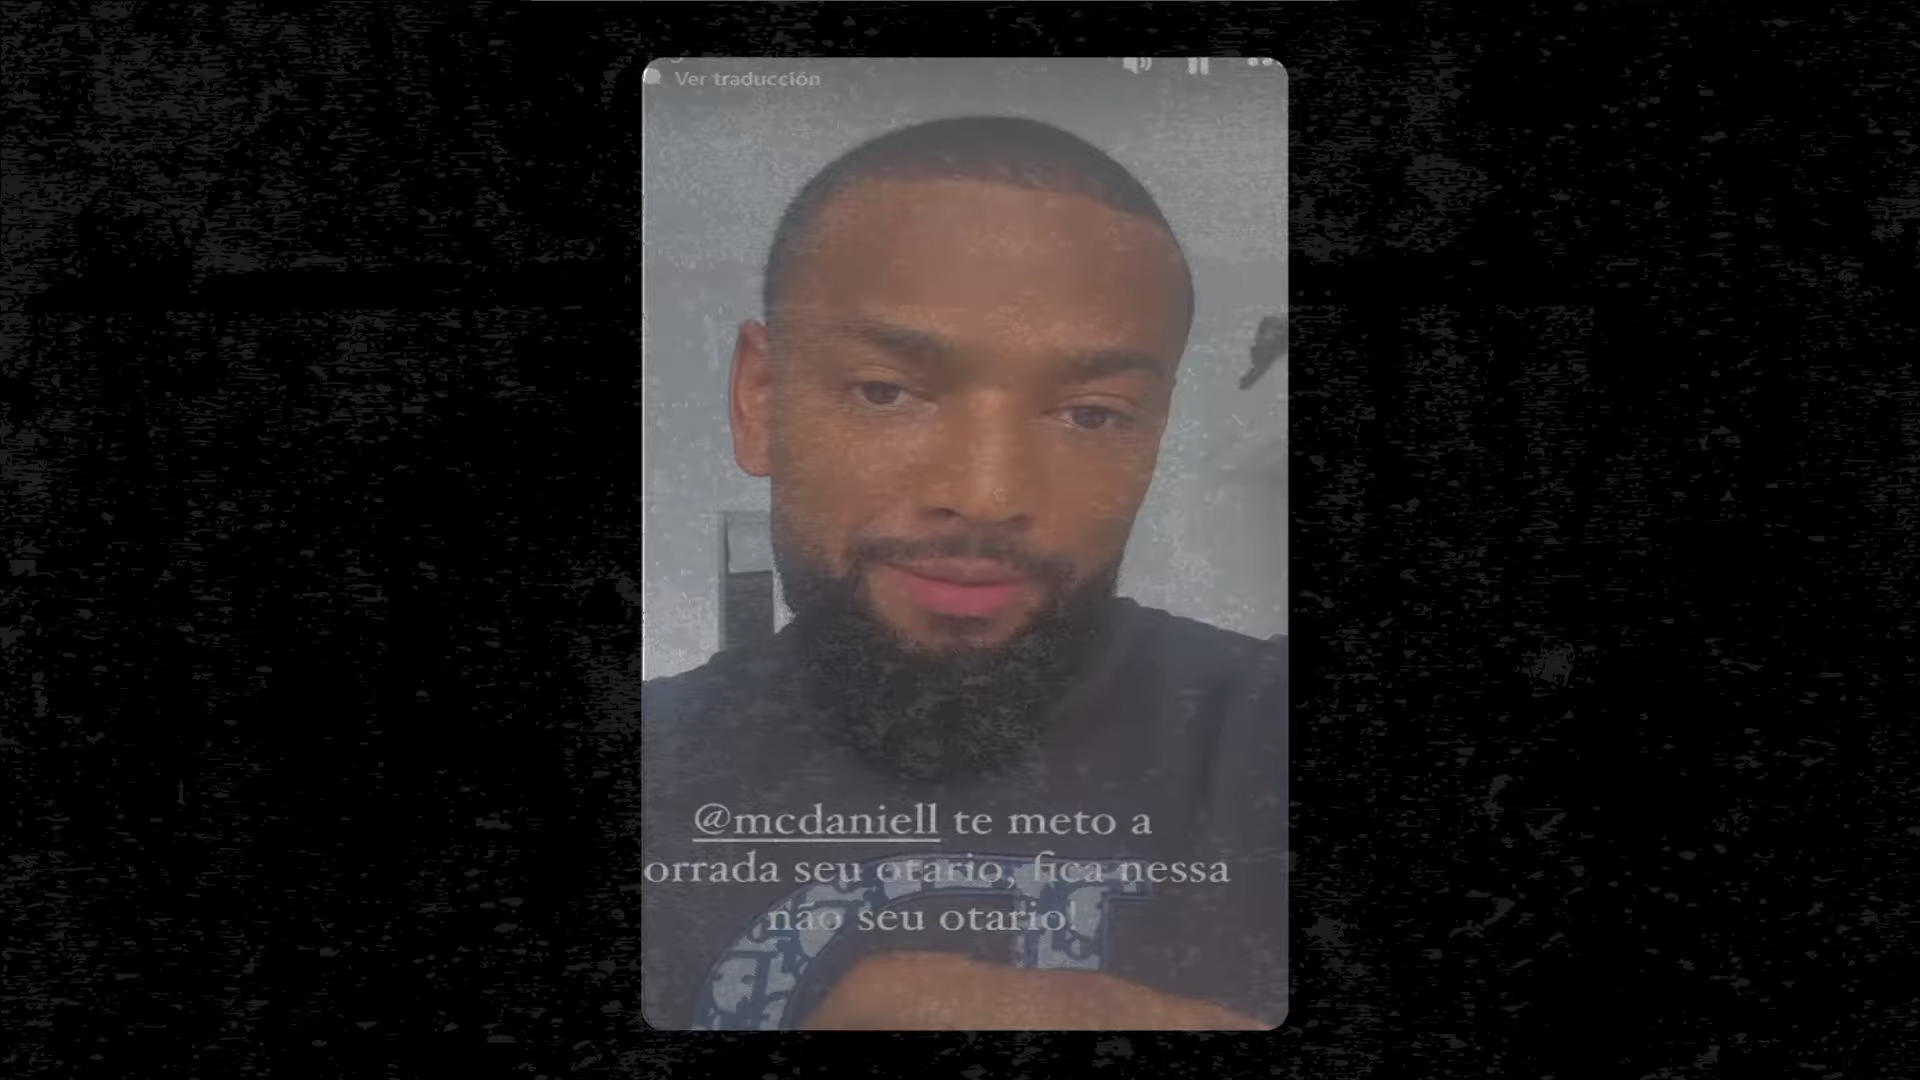 Ver traducción
@mcdaniell te meto a
orrada seu otario, fica nessa
não seu otario!